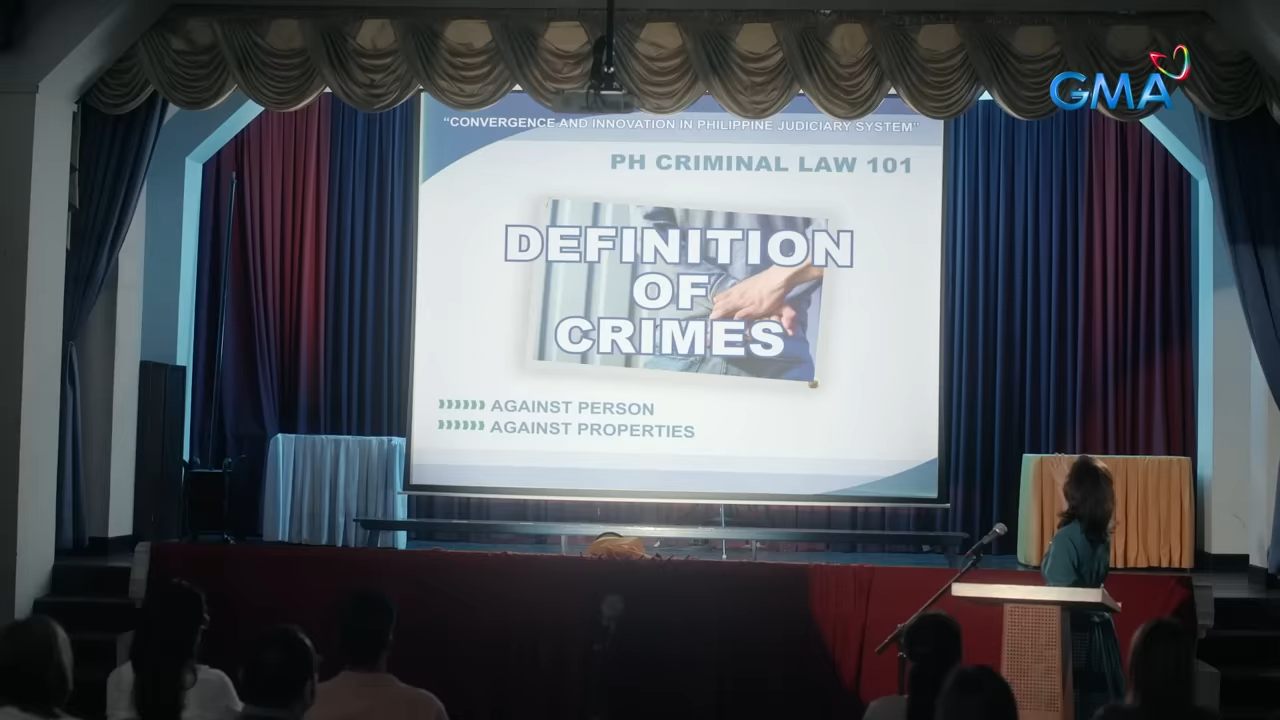 GMA
“CONVERGENCE AND INNOVATION IN PHILIPPINE JUDICIARY SYSTEM”
PH CRIMINAL LAW 101
DEFINITION
OF
CRIMES
AGAINST PERSON
AGAINST PROPERTIES